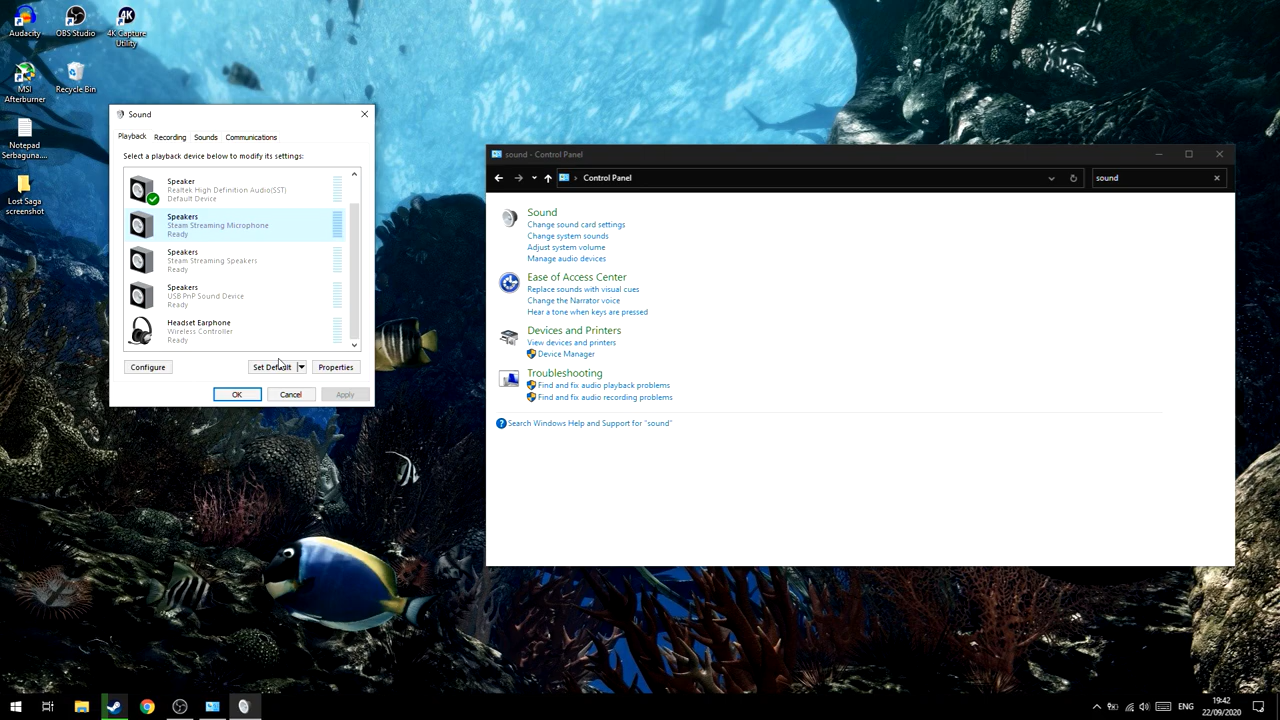 Audacity
OBS Studio
4K Capture
Utility
MSI
Afterburner
Recycle Bin
Notepad
Serbaguna....
Lost Saga
screenshot
Sound
Playback
Recording
Sounds
Communications
Select a playback device below to modify its settings:
Speaker
Realtek High Definition Audio(SST)
Default Device
Speakers
Steam Streaming Microphone
Ready
Speakers
Steam Streaming Speakers
Ready
Speakers
USB PnP Sound Device
Ready
Headset Earphone
Wireless Controller
Ready
Configure
Set Default
Properties
OK
Cancel
Apply
sound - Control Panel
Control Panel
sound
Sound
Change sound card settings
Change system sounds
Adjust system volume
Manage audio devices
Ease of Access Center
Replace sounds with visual cues
Change the Narrator voice
Hear a tone when keys are pressed
Devices and Printers
View devices and printers
Device Manager
Troubleshooting
Find and fix audio playback problems
Find and fix audio recording problems
Search Windows Help and Support for "sound"
ENG
19:42
22/09/2020